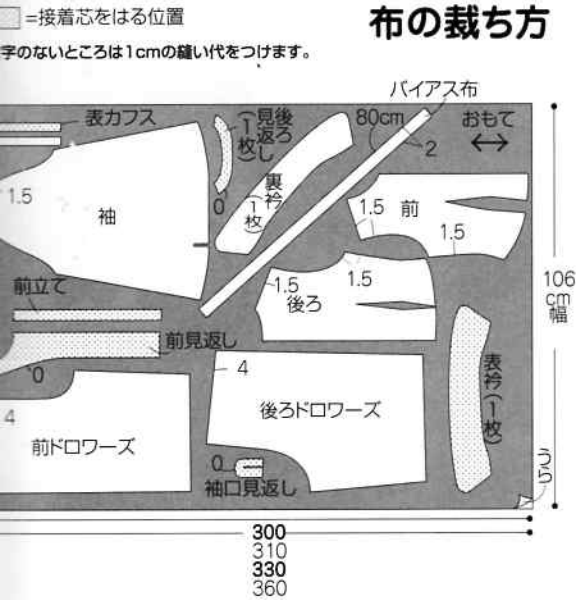 布の裁ち方
=接着芯をはる位置
字のないところは1cmの縫い代をつけます。
バイアス布
表カフス
80cm
2
おもて
後ろ見返し(1枚)
0
裏衿(1枚)
1.5
袖
1.5
前
1.5
1.5
1.5
後ろ
106cm幅
前立て
前見返し
0
4
後ろドロワーズ
表衿(1枚)
4
前ドロワーズ
0
袖口見返し
うら
300
310
330
360